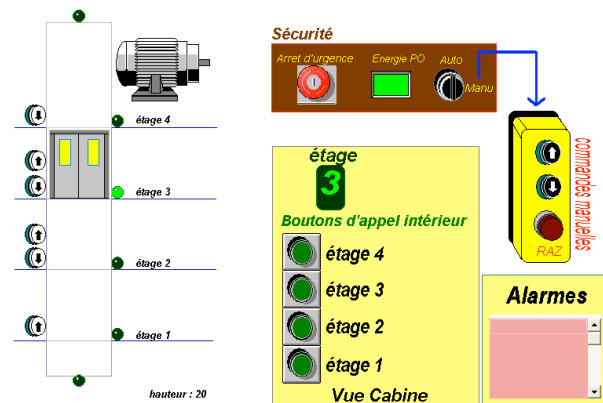 Sécurité
Arret d'urgence
Energie PO
Auto
Manu
étage 4
étage 3
étage 2
étage 1
hauteur : 20
étage
3
Boutons d'appel intérieur
étage 4
étage 3
étage 2
étage 1
Vue Cabine
commandes manuelles
RAZ
Alarmes